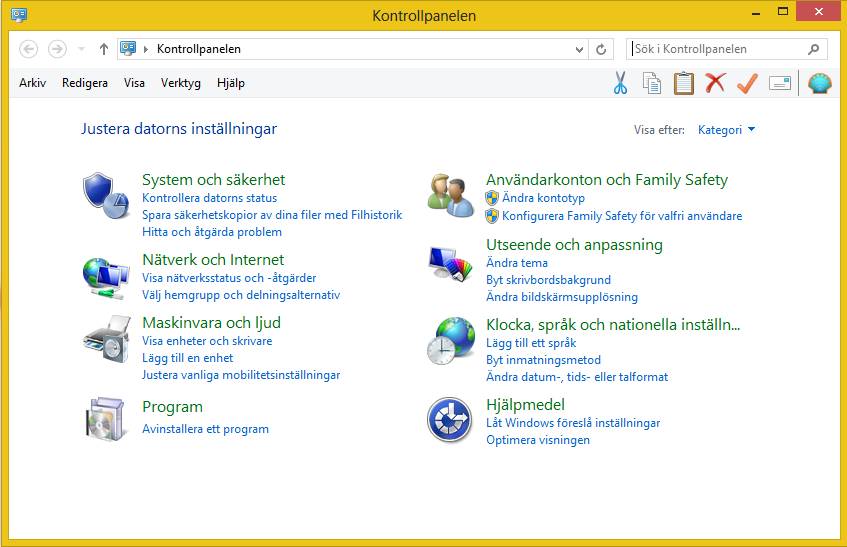 Kontrollpanelen
Kontrollpanelen
Sök i Kontrollpanelen
Arkiv Redigera Visa Verktyg Hjälp
Justera datorns inställningar
Visa efter: Kategori
System och säkerhet
Kontrollera datorns status
Spara säkerhetskopior av dina filer med Filhistorik
Hitta och åtgärda problem
Nätverk och Internet
Visa nätverksstatus och -åtgärder
Välj hemgrupp och delningsalternativ
Maskinvara och ljud
Visa enheter och skrivare
Lägg till en enhet
Justera vanliga mobilitetsinställningar
Program
Avinstallera ett program
Användarkonton och Family Safety
Ändra kontotyp
Konfigurera Family Safety för valfri användare
Utseende och anpassning
Ändra tema
Byt skrivbordsbakgrund
Ändra bildskärmsupplösning
Klocka, språk och nationella inställn...
Lägg till ett språk
Byt inmatningsmetod
Ändra datum-, tids- eller talformat
Hjälpmedel
Låt Windows föreslå inställningar
Optimera visningen